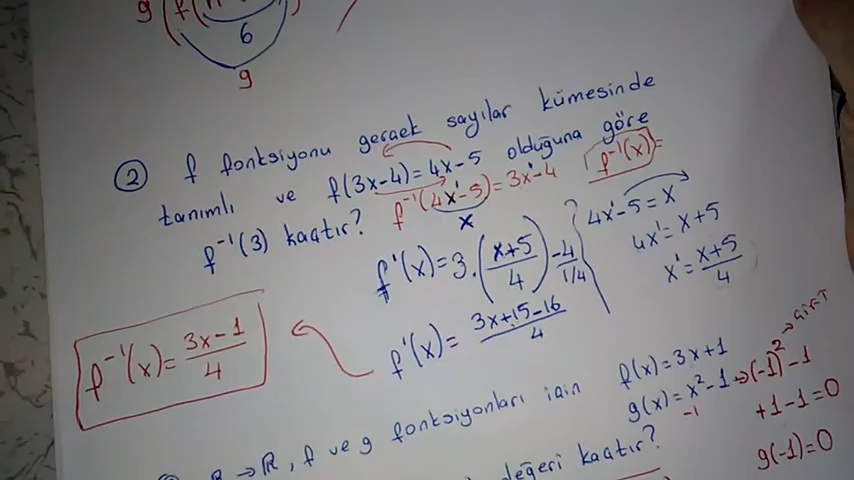 6
g
② f fonksiyonu gerçek sayılar kümesinde
tanımlı ve f(3x-4)=4x-5 olduğuna göre
f⁻¹(3) kaçtır?
f⁻¹(4x'-5)=3x'-4
x
f⁻¹(x)=
4x'-5=x
4x'=x+5
x'=(x+5)/4
f'(x)=3.((x+5)/4)-4/1/4
f'(x)=(3x+15-16)/4
f⁻¹(x)=(3x-1)/4
f(x)=3x+1
g(x)=x²-1→(-1)²-1 →ÇİFT
-1
+1-1=0
g(-1)=0
→ℝ, f ve g fonksiyonları için
değeri kaçtır?